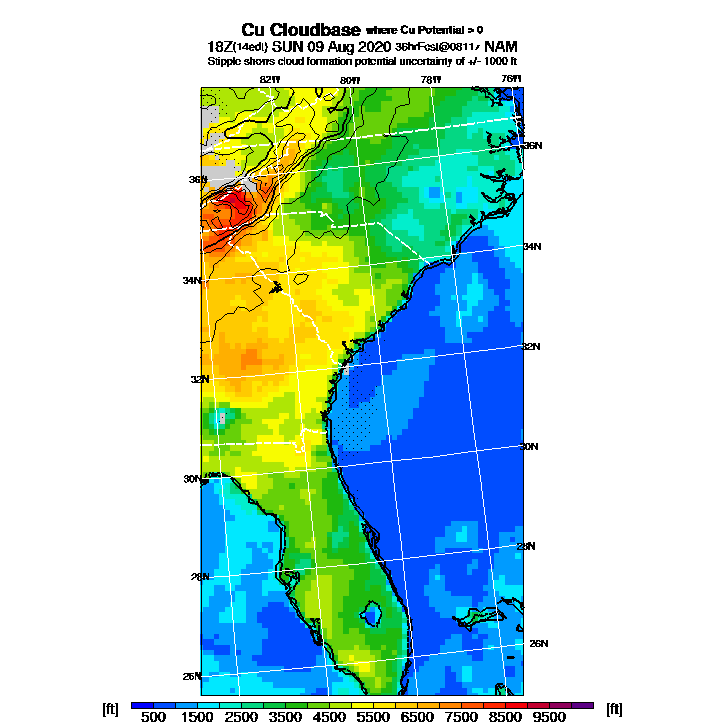 Cu Cloudbase where Cu Potential > 0
18Z(14edt) SUN 09 Aug 2020 36hrFcst@0811z NAM
Stipple shows cloud formation potential uncertainty of +/- 1000 ft
82W 80W 78W 76W
36N
36N
34N
34N
32N
32N
30N
30N
28N
28N
26N
26N
[ft] 500 1500 2500 3500 4500 5500 6500 7500 8500 9500 [ft]